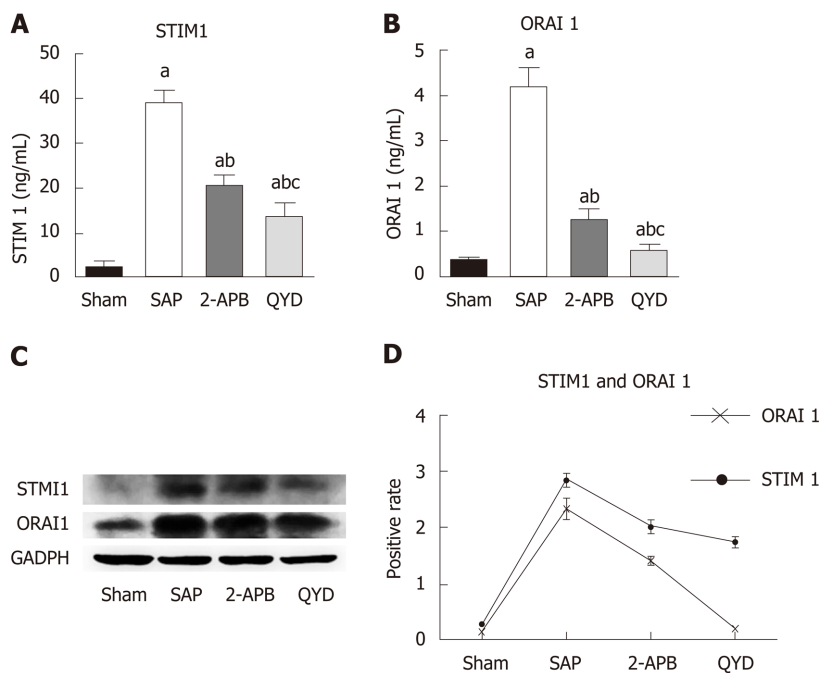 A
STIM1
STIM 1 (ng/mL)
50
40
30
20
10
0
a
ab
abc
Sham SAP 2-APB QYD
B
ORAI 1
ORAI 1 (ng/mL)
5
4
3
2
1
0
a
ab
abc
Sham SAP 2-APB QYD
C
STMI1
ORAI1
GADPH
Sham SAP 2-APB QYD
D
STIM1 and ORAI 1
ORAI 1
STIM 1
Positive rate
4
3
2
1
0
Sham SAP 2-APB QYD